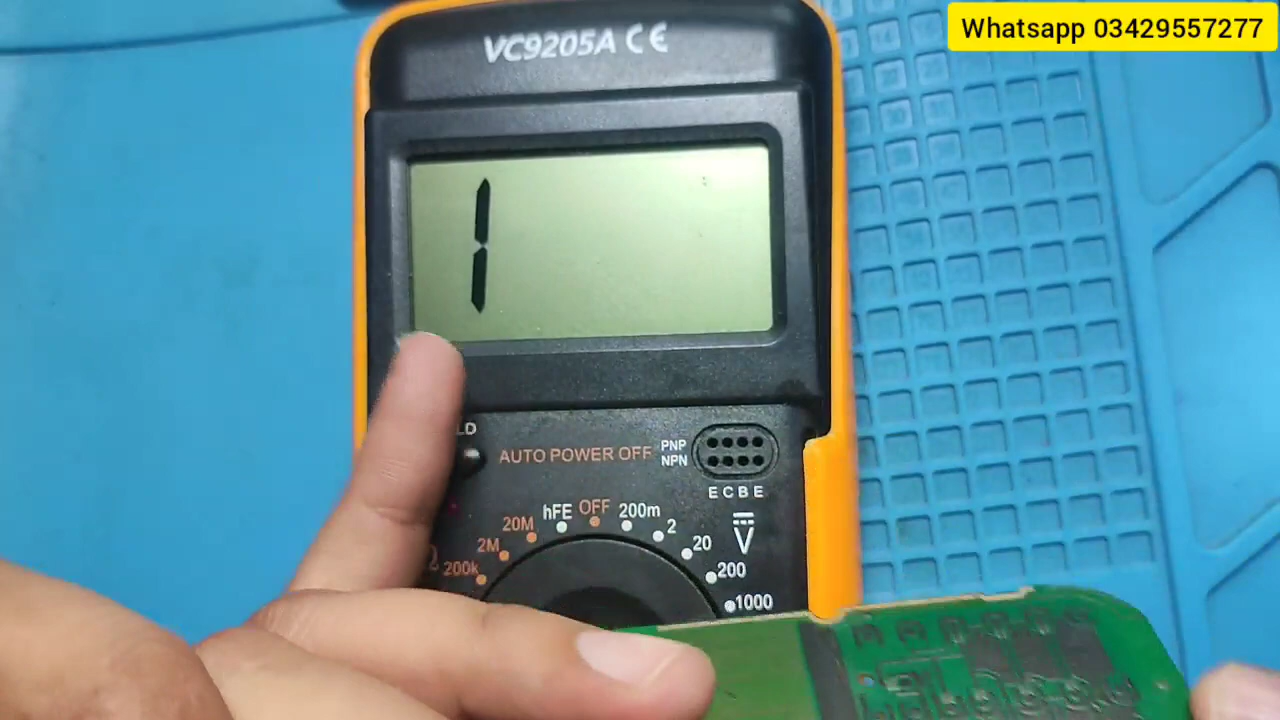 Whatsapp 03429557277
VC9205A CE
1
LD
AUTO POWER OFF
PNP
NPN
E C B E
hFE OFF 200m
20M 2
2M 20
200k 200
1000
V
Ω